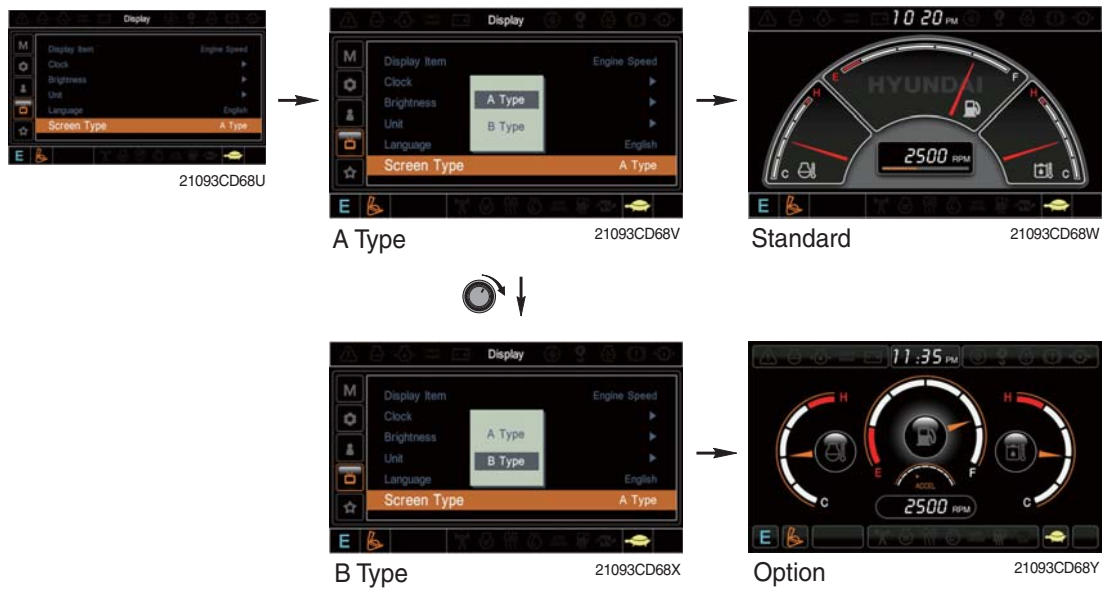 Display
M
Display Item Engine Speed
Clock
Brightness
Unit
Language English
Screen Type A Type
E
21093CD68U
Display
M
Display Item Engine Speed
Clock
Brightness
Unit
Language English
Screen Type A Type
A Type
B Type
E
A Type 21093CD68V
10 20 PM
E F
H H
HYUNDAI
C C
2500 RPM
E
Standard 21093CD68W
Display
M
Display Item Engine Speed
Clock
Brightness
Unit
Language English
Screen Type A Type
A Type
B Type
E
B Type 21093CD68X
11:35 PM
H H
E F
ACCEL
C C
2500 RPM
E
Option 21093CD68Y